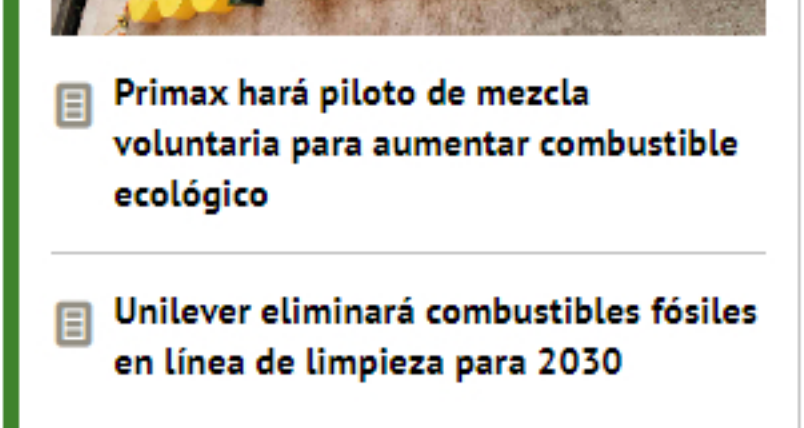 Primax hará piloto de mezcla
voluntaria para aumentar combustible
ecológico
Unilever eliminará combustibles fósiles
en línea de limpieza para 2030